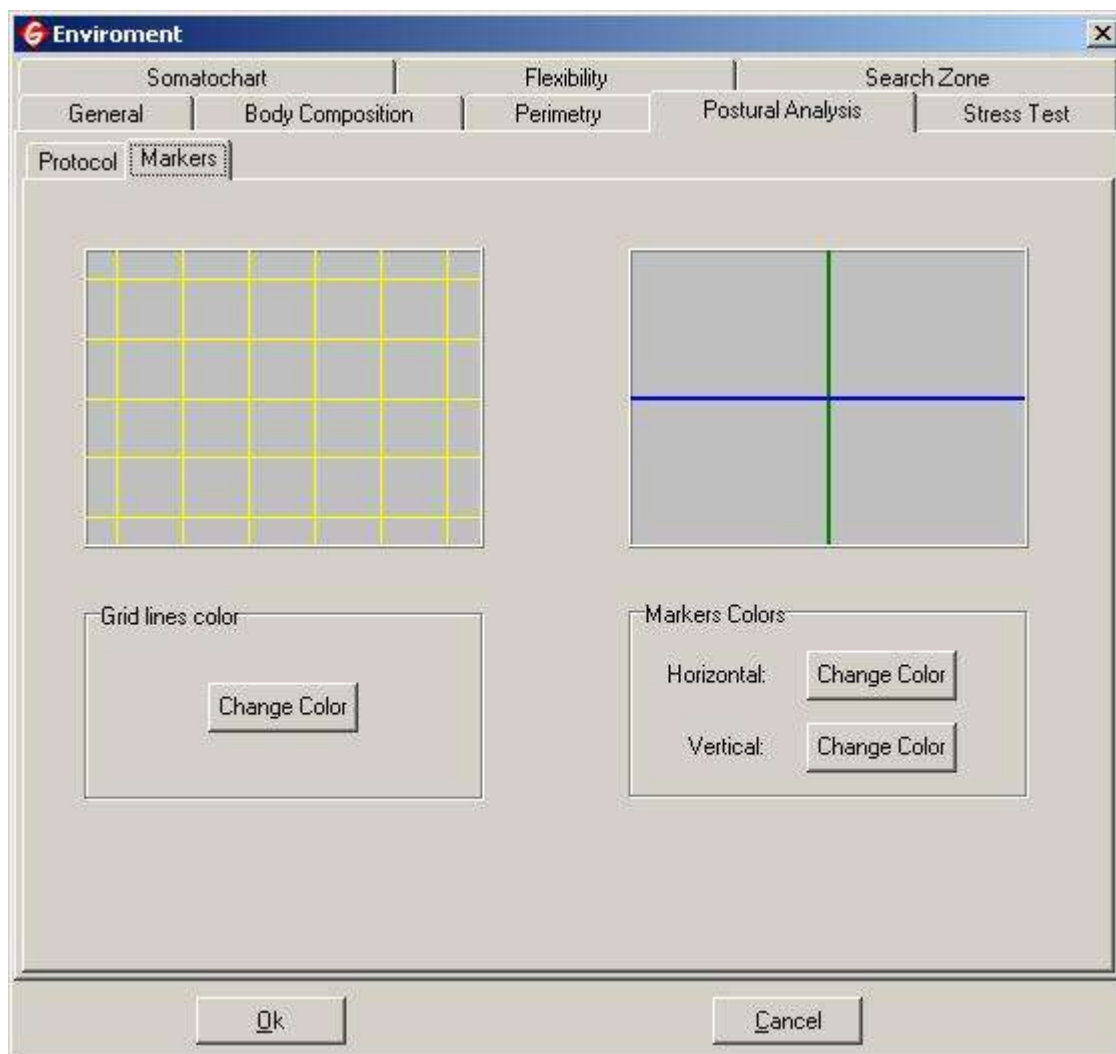 Enviroment
Somatochart Flexibility Search Zone
General Body Composition Perimetry Postural Analysis Stress Test
Protocol Markers
Grid lines color
Change Color
Markers Colors
Horizontal: Change Color
Vertical: Change Color
Ok Cancel